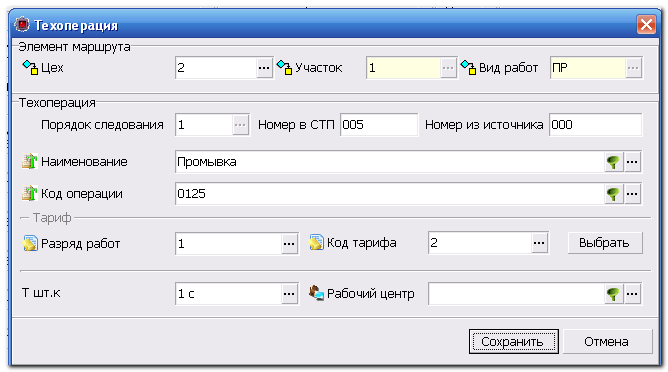 Техоперация
Элемент маршрута
Цех 2 ... Участок 1 ... Вид работ ПР ...
Техоперация
Порядок следования 1 ... Номер в СТП 005 Номер из источника 000
Наименование Промывка ...
Код операции 0125 ...
Тариф
Разряд работ 1 ... Код тарифа 2 ... Выбрать
Т шт.к 1 с ... Рабочий центр ...
Сохранить Отмена